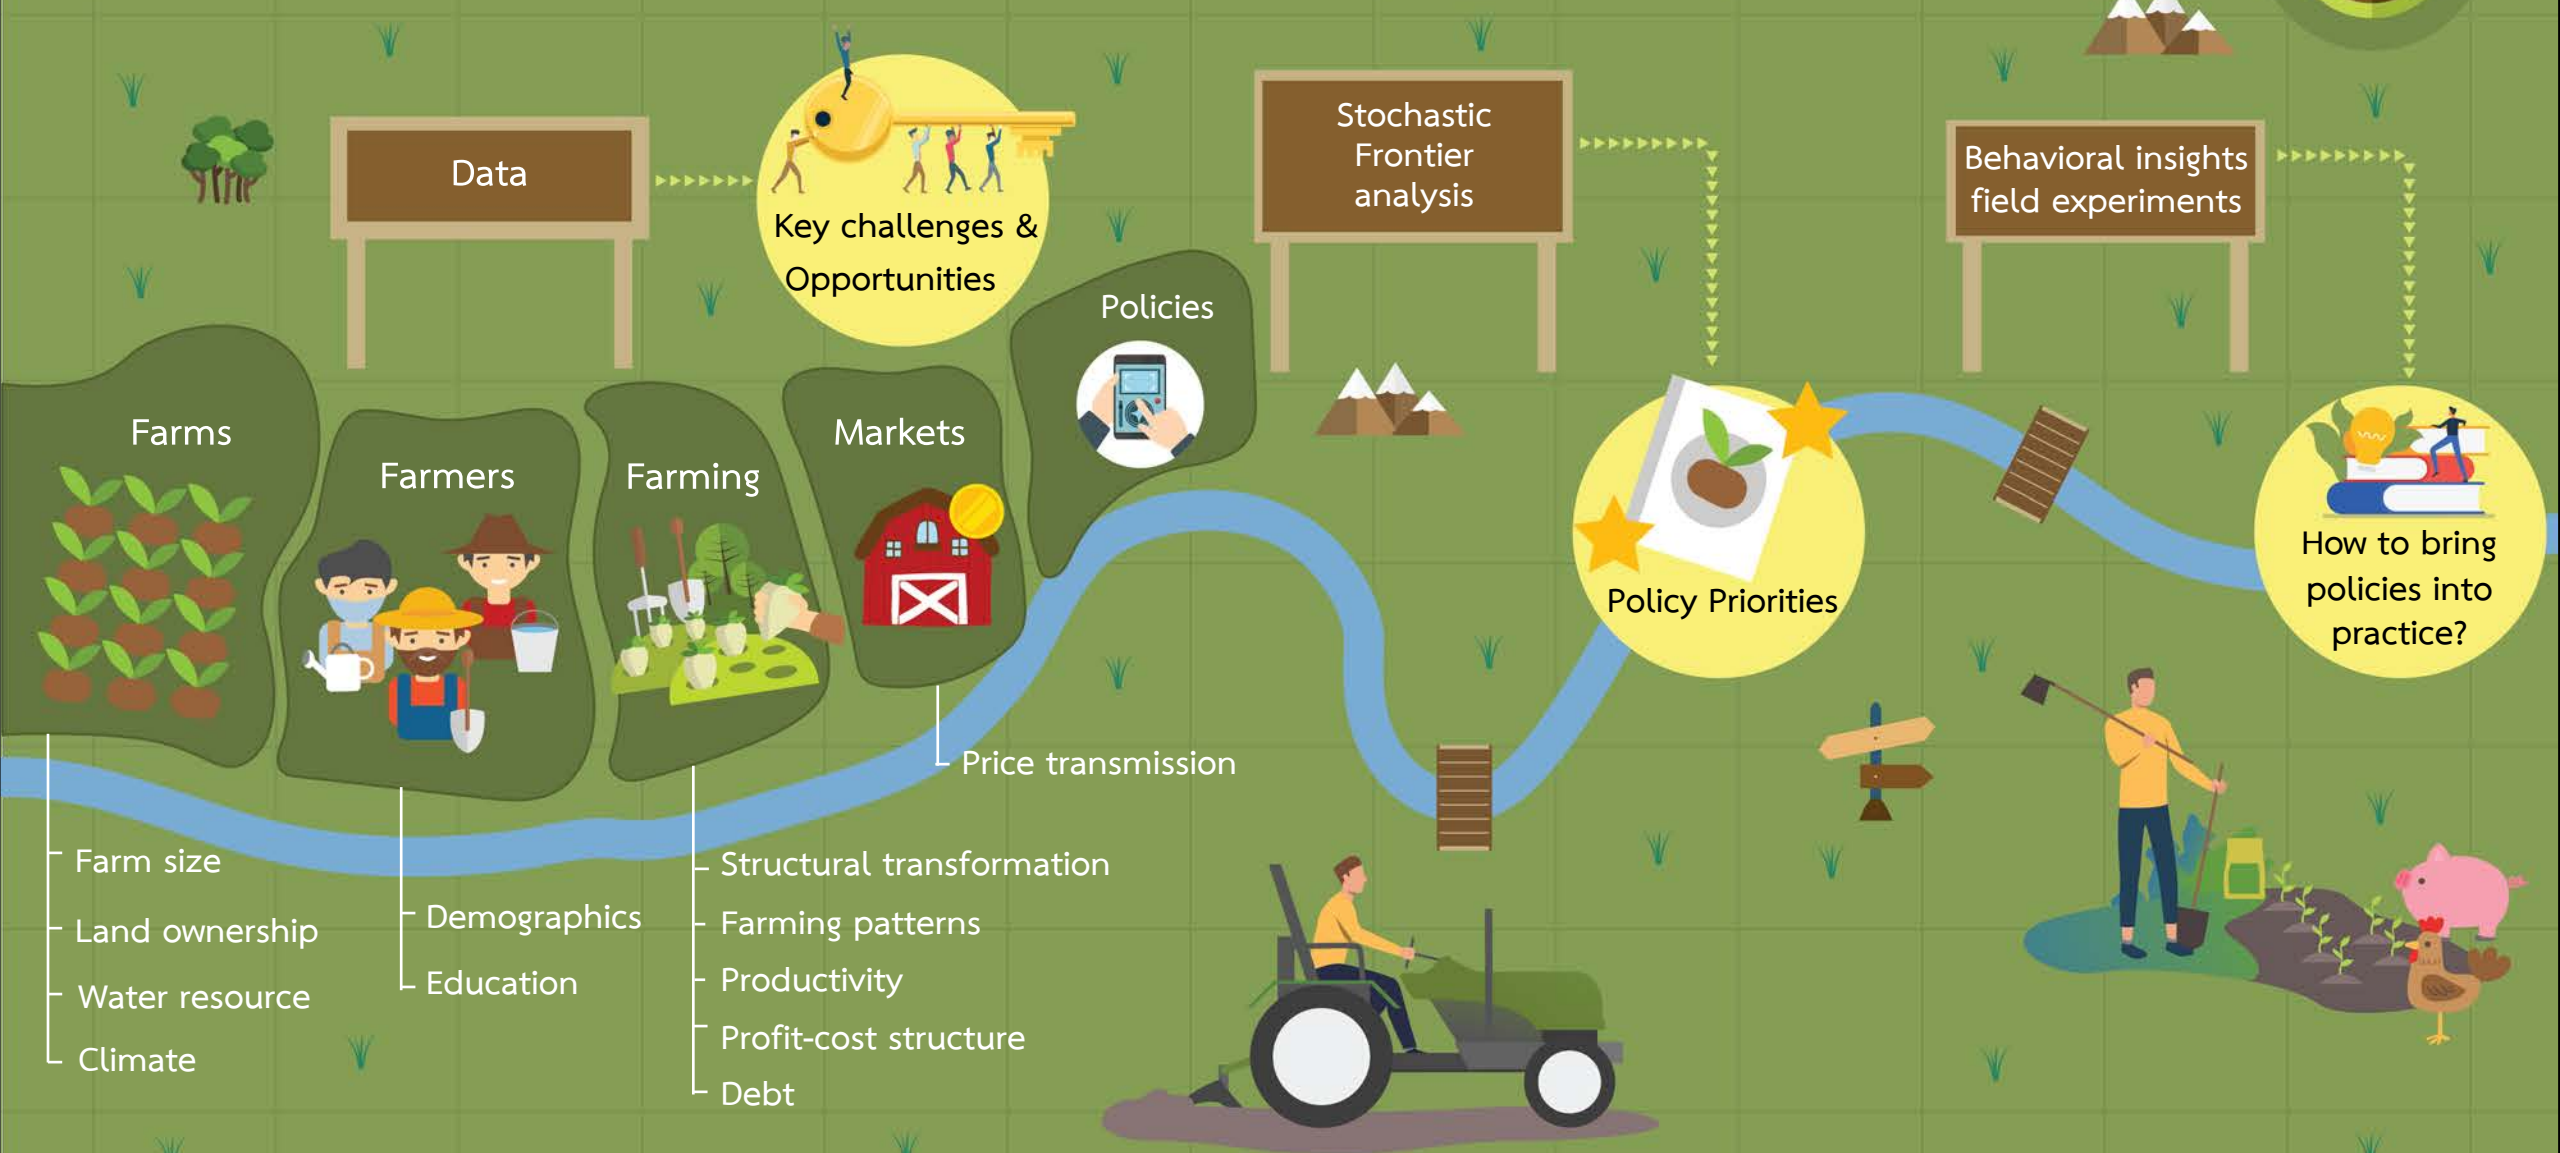 Data
Key challenges &
Opportunities
Stochastic
Frontier
analysis
Behavioral insights
field experiments
Policies
Farms
Farmers
Farming
Markets
Policy Priorities
How to bring
policies into
practice?
Price transmission
Farm size
Land ownership
Water resource
Climate
Demographics
Education
Structural transformation
Farming patterns
Productivity
Profit-cost structure
Debt